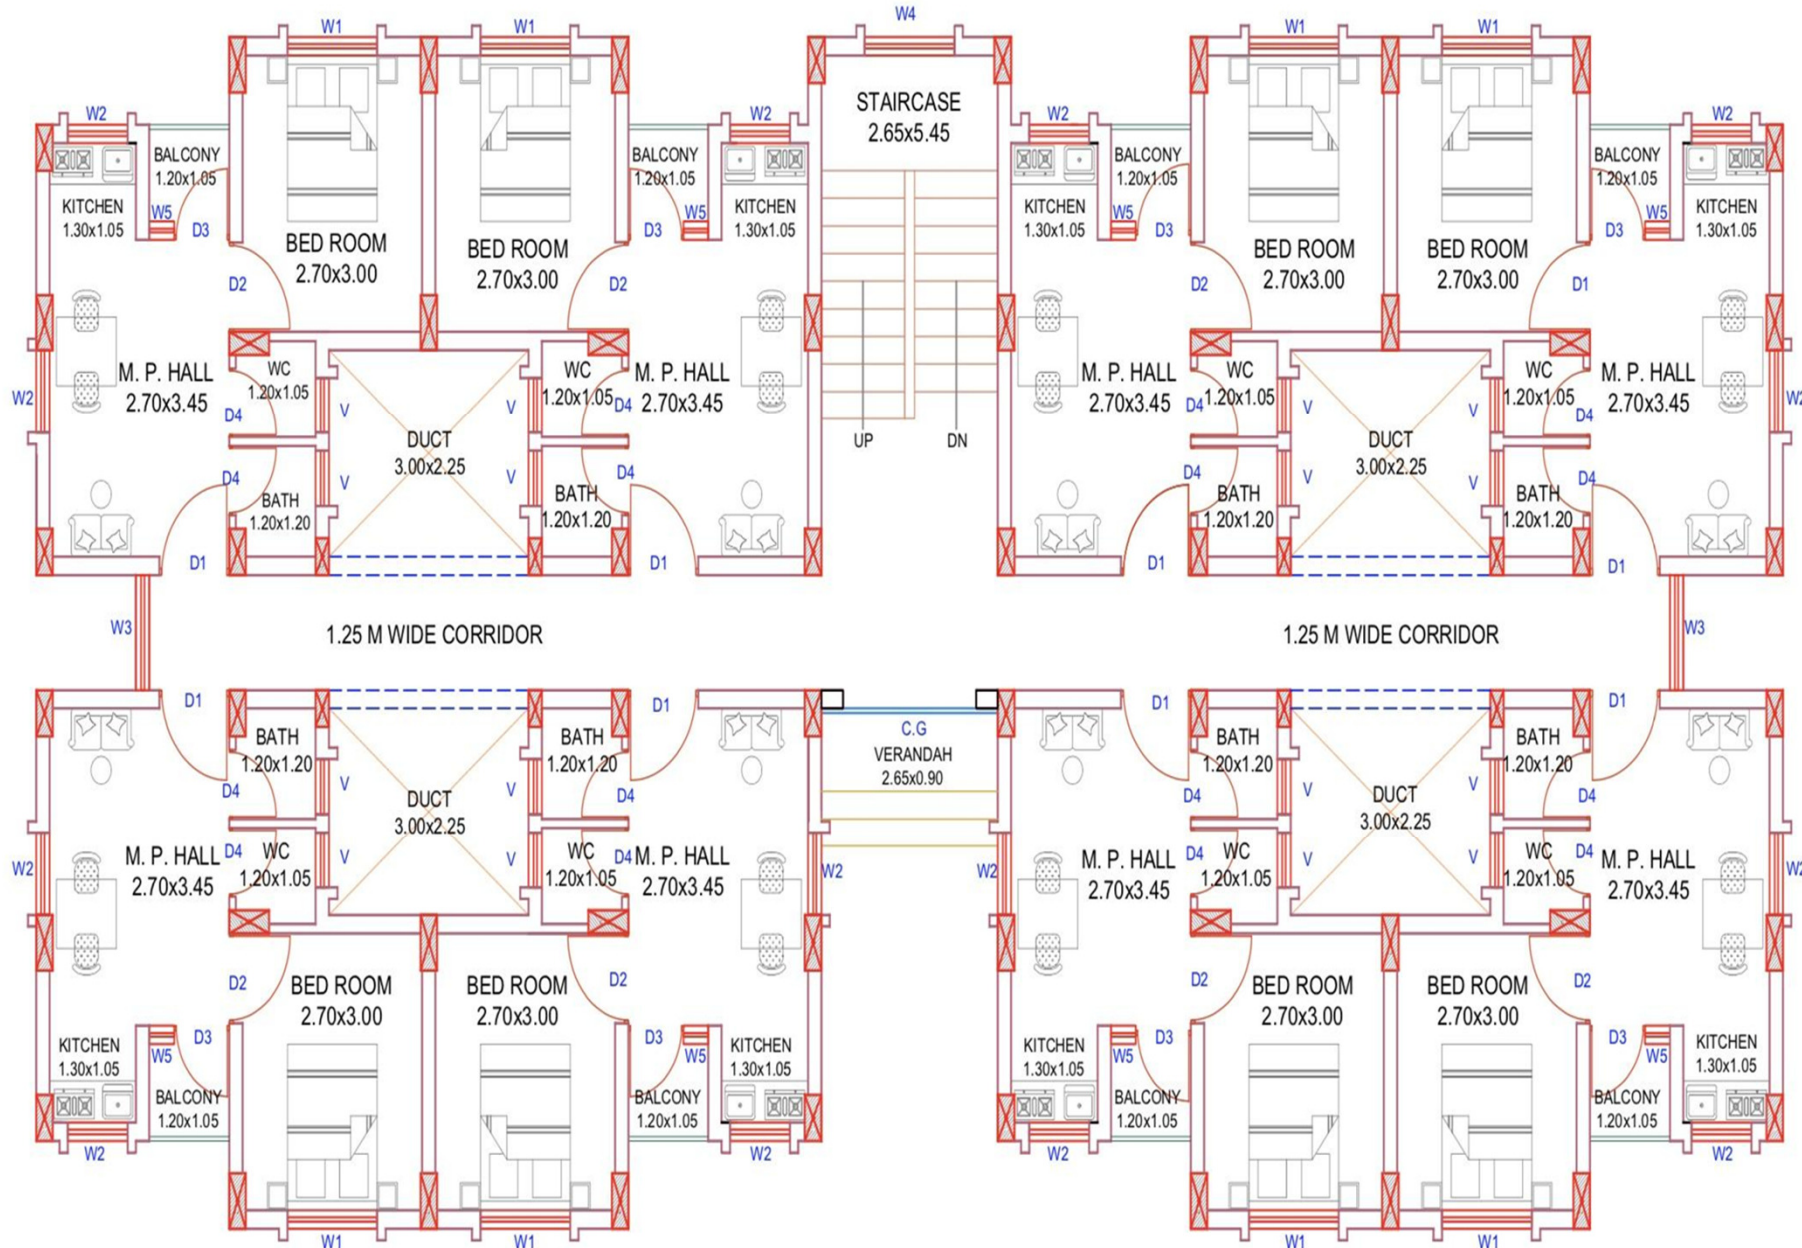 W1
W1
W4
W1
W1
W2
W2
STAIRCASE
2.65x5.45
W2
W2
BALCONY
1.20x1.05
BALCONY
1.20x1.05
BALCONY
1.20x1.05
BALCONY
1.20x1.05
KITCHEN
1.30x1.05
W5
D3
BED ROOM
2.70x3.00
BED ROOM
2.70x3.00
D3
W5
KITCHEN
1.30x1.05
KITCHEN
1.30x1.05
W5
D3
BED ROOM
2.70x3.00
BED ROOM
2.70x3.00
D3
W5
KITCHEN
1.30x1.05
D2
D2
D2
D1
W2
M. P. HALL
2.70x3.45
WC
1.20x1.05
D4
V
DUCT
3.00x2.25
V
WC
1.20x1.05
D4
M. P. HALL
2.70x3.45
UP
DN
M. P. HALL
2.70x3.45
WC
1.20x1.05
D4
V
DUCT
3.00x2.25
V
WC
1.20x1.05
D4
M. P. HALL
2.70x3.45
W2
D4
BATH
1.20x1.20
V
V
BATH
1.20x1.20
D4
D4
BATH
1.20x1.20
V
V
BATH
1.20x1.20
D4
D1
D1
D1
D1
W3
1.25 M WIDE CORRIDOR
1.25 M WIDE CORRIDOR
W3
D1
D1
D1
D1
BATH
1.20x1.20
D4
V
V
BATH
1.20x1.20
D4
C.G
VERANDAH
2.65x0.90
BATH
1.20x1.20
D4
V
V
BATH
1.20x1.20
D4
DUCT
3.00x2.25
DUCT
3.00x2.25
W2
M. P. HALL
2.70x3.45
D4
WC
1.20x1.05
V
V
WC
1.20x1.05
D4
M. P. HALL
2.70x3.45
W2
W2
M. P. HALL
2.70x3.45
D4
WC
1.20x1.05
V
V
WC
1.20x1.05
D4
M. P. HALL
2.70x3.45
W2
D2
BED ROOM
2.70x3.00
BED ROOM
2.70x3.00
D2
D2
BED ROOM
2.70x3.00
BED ROOM
2.70x3.00
D2
KITCHEN
1.30x1.05
W5
D3
D3
W5
KITCHEN
1.30x1.05
KITCHEN
1.30x1.05
W5
D3
D3
W5
KITCHEN
1.30x1.05
BALCONY
1.20x1.05
BALCONY
1.20x1.05
BALCONY
1.20x1.05
BALCONY
1.20x1.05
W2
W2
W2
W2
W1
W1
W1
W1